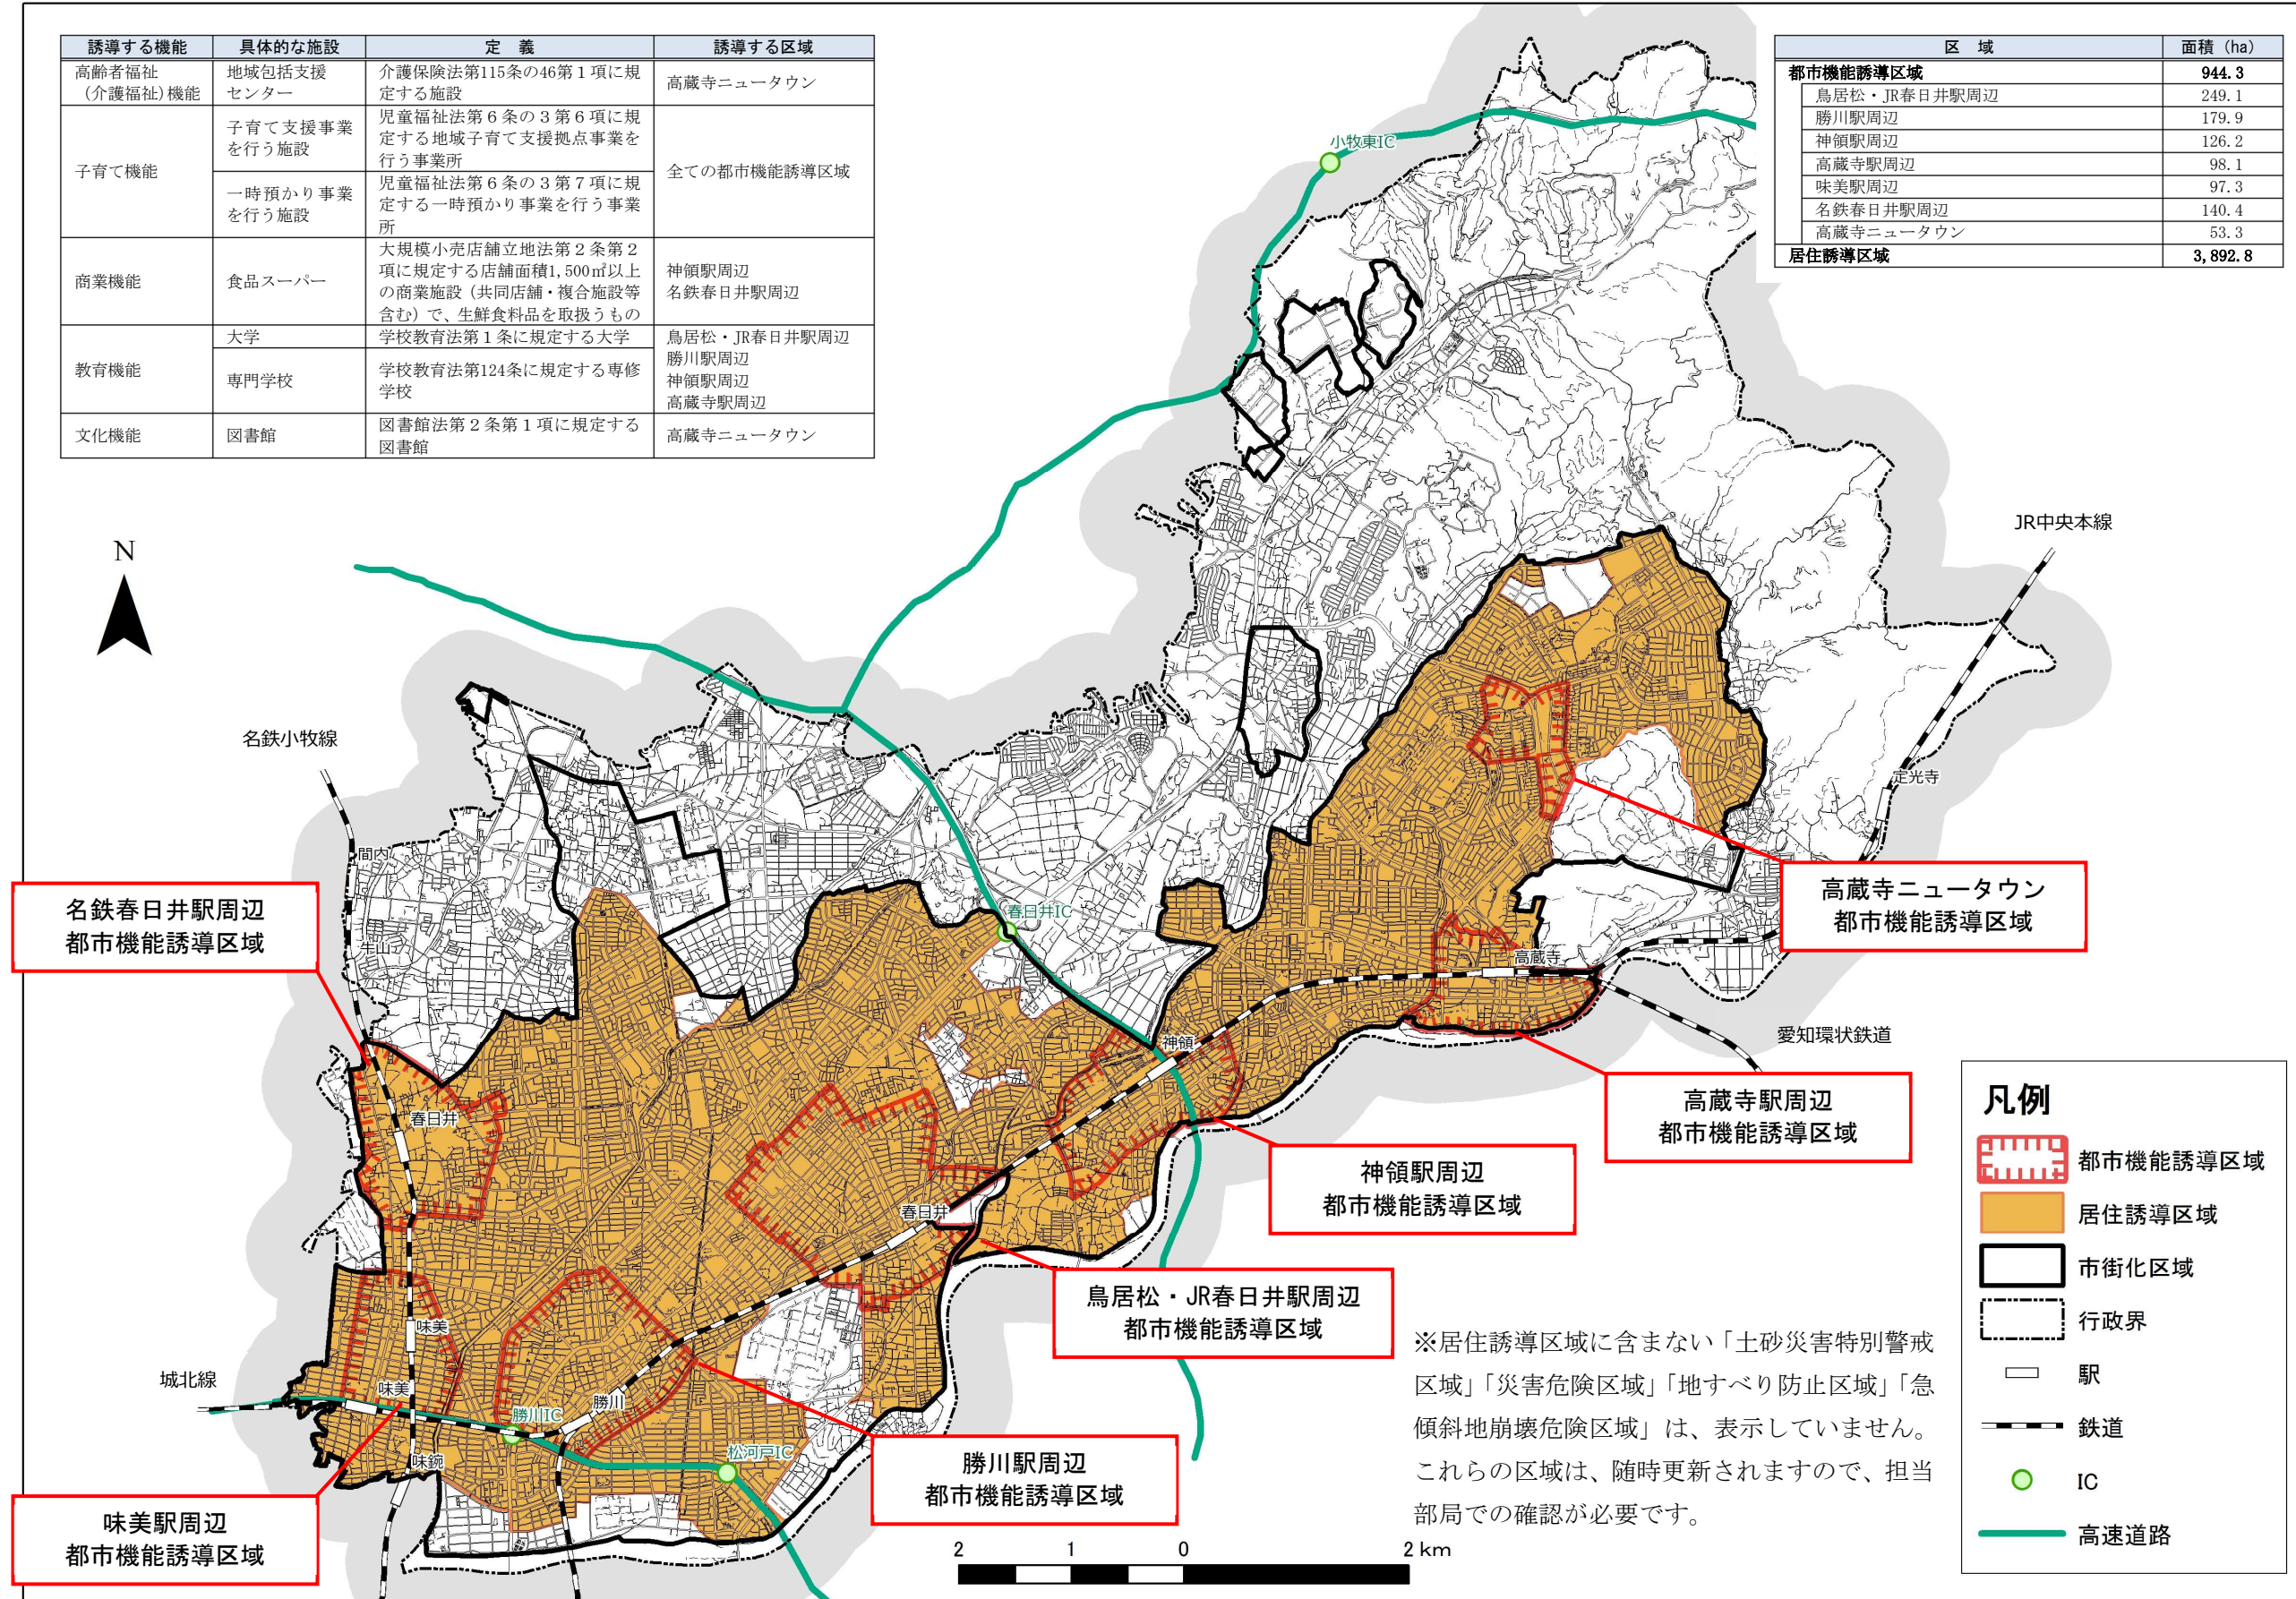 誘導する機能 具体的な施設 定　義 誘導する区域
高齢者福祉
（介護福祉)機能
地域包括支援
センター
介護保険法第115条の46第１項に規
定する施設
高蔵寺ニュータウン
子育て機能
子育て支援事業
を行う施設
児童福祉法第６条の３第６項に規
定する地域子育て支援拠点事業を
行う事業所
一時預かり事業
を行う施設
児童福祉法第６条の３第７項に規
定する一時預かり事業を行う事業
所
全ての都市機能誘導区域
商業機能
食品スーパー
大規模小売店舗立地法第２条第２
項に規定する店舗面積1,500㎡以上
の商業施設（共同店舗・複合施設等
含む）で、生鮮食料品を取扱うもの
神領駅周辺
名鉄春日井駅周辺
教育機能
大学
学校教育法第１条に規定する大学
専門学校
学校教育法第124条に規定する専修
学校
鳥居松・JR春日井駅周辺
勝川駅周辺
神領駅周辺
高蔵寺駅周辺
文化機能
図書館
図書館法第２条第１項に規定する
図書館
高蔵寺ニュータウン
区　域 面積（ha）
都市機能誘導区域 944.3
鳥居松・JR春日井駅周辺 249.1
勝川駅周辺 179.9
神領駅周辺 126.2
高蔵寺駅周辺 98.1
味美駅周辺 97.3
名鉄春日井駅周辺 140.4
高蔵寺ニュータウン 53.3
居住誘導区域 3,892.8
小牧東IC
JR中央本線
N
名鉄小牧線
定光寺
間内
牛山
春日井IC
高蔵寺
名鉄春日井駅周辺
都市機能誘導区域
高蔵寺ニュータウン
都市機能誘導区域
愛知環状鉄道
神領
春日井
高蔵寺駅周辺
都市機能誘導区域
神領駅周辺
都市機能誘導区域
春日井
鳥居松・JR春日井駅周辺
都市機能誘導区域
味美
城北線
味美
勝川IC
勝川
味鋺
松河戸IC
勝川駅周辺
都市機能誘導区域
味美駅周辺
都市機能誘導区域
※居住誘導区域に含まない「土砂災害特別警戒
区域」「災害危険区域」「地すべり防止区域」「急
傾斜地崩壊危険区域」は、表示していません。
これらの区域は、随時更新されますので、担当
部局での確認が必要です。
2 1 0 2 km
凡例
都市機能誘導区域
居住誘導区域
市街化区域
行政界
駅
鉄道
IC
高速道路